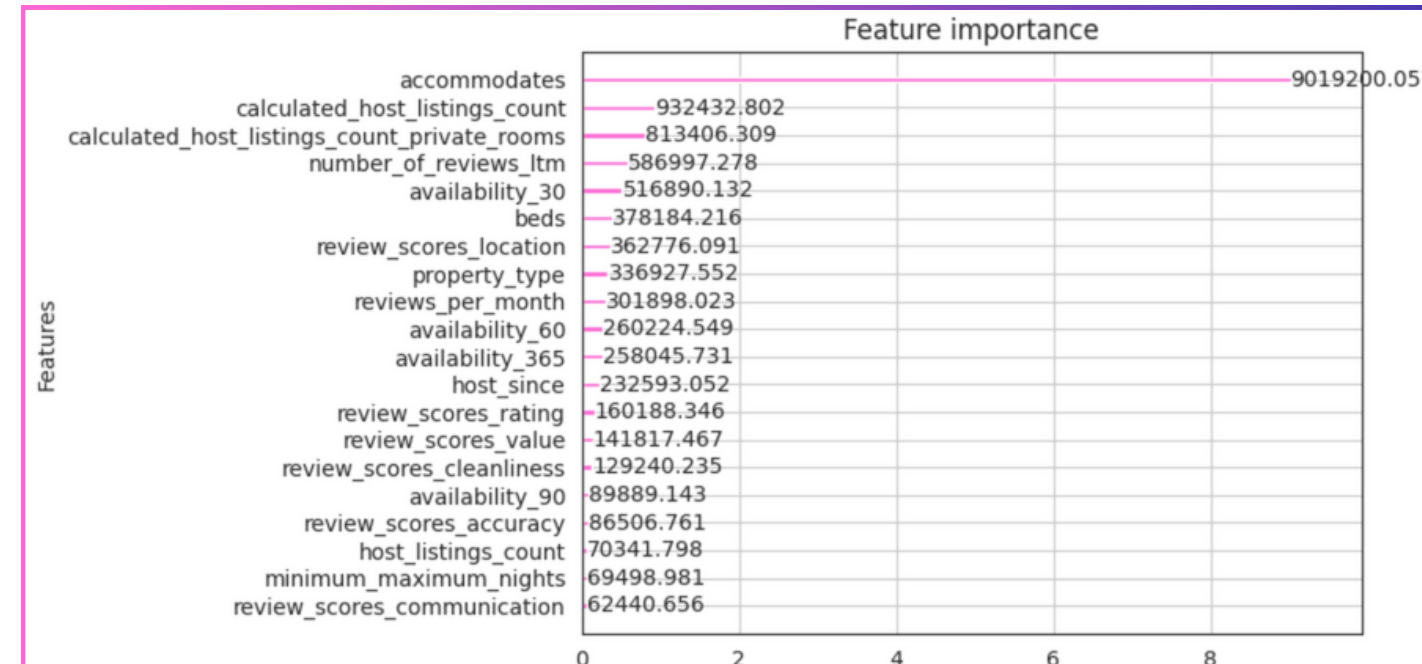 Feature importance
accommodates 9019200.05
calculated_host_listings_count 932432.802
calculated_host_listings_count_private_rooms 813406.309
number_of_reviews_ltm 586997.278
availability_30 516890.132
beds 378184.216
review_scores_location 362776.091
property_type 336927.552
reviews_per_month 301898.023
availability_60 260224.549
availability_365 258045.731
host_since 232593.052
review_scores_rating 160188.346
review_scores_value 141817.467
review_scores_cleanliness 129240.235
availability_90 89889.143
review_scores_accuracy 86506.761
host_listings_count 70341.798
minimum_maximum_nights 69498.981
review_scores_communication 62440.656
Features
0 2 4 6 8